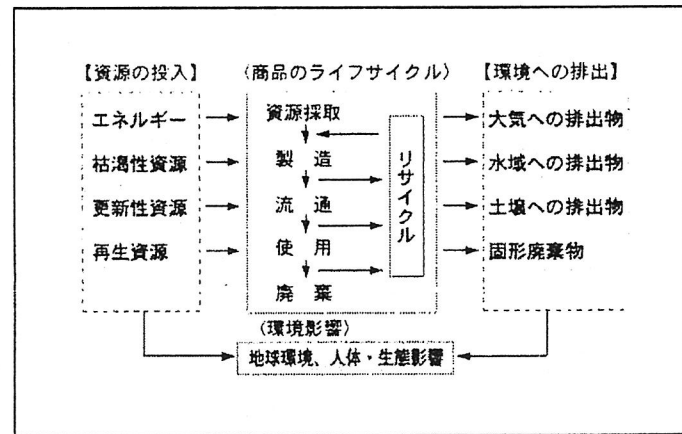 【資源の投入】
エネルギー
枯渇性資源
更新性資源
再生資源
(商品のライフサイクル)
資源採取
製造
流通
使用
廃棄
リサイクル
【環境への排出】
大気への排出物
水域への排出物
土壌への排出物
固形廃棄物
(環境影響)
地球環境、人体・生態影響